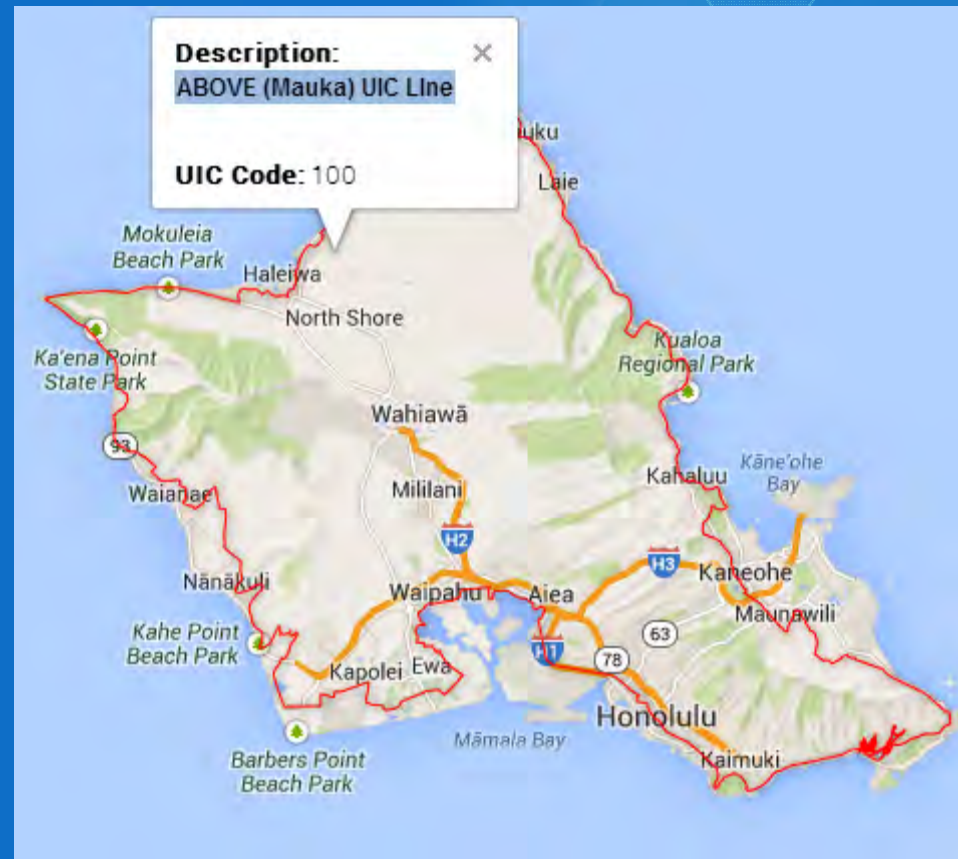 Description:
ABOVE (Mauka) UIC LIne
UIC Code: 100
uku
Laie
Mokuleia
Beach Park
Haleiwa
North Shore
Ka'ena Point
State Park
Kualoa
Regional Park
Wahiawā
93
Waianae
Mililani
Kahaluu
Kāne'ohe
Bay
H2
H3
Nānākuli
Waipahu
Aiea
Kaneohe
Maunawili
Kahe Point
Beach Park
63
H1
78
Kapolei
Ewa
Honolulu
Māmala Bay
Kaimuki
Barbers Point
Beach Park